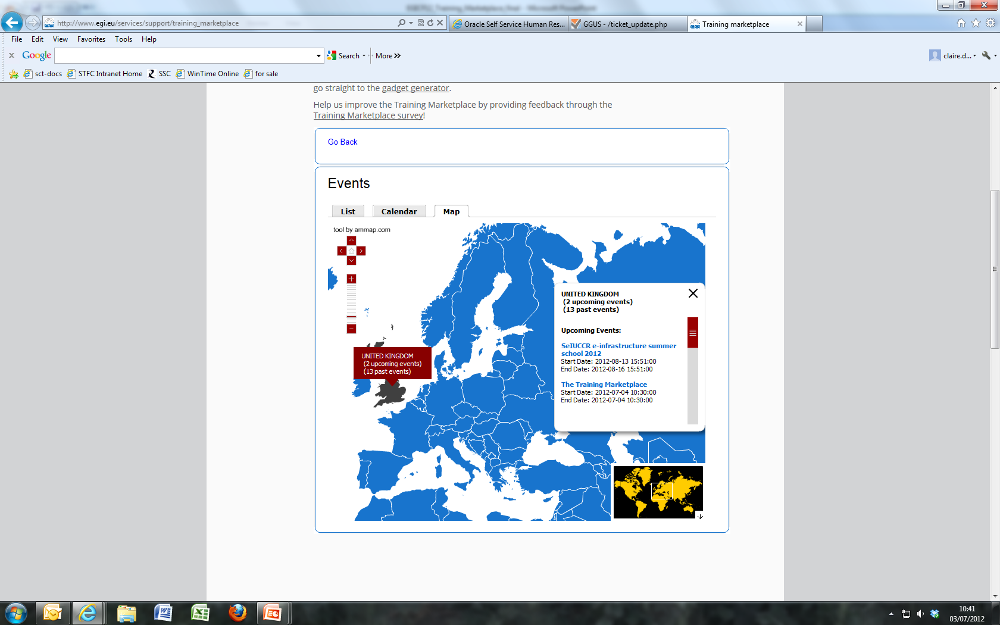 EGICF12_Training_Marketplace_final - Microsoft PowerPoint
http://www.egi.eu/services/support/training_marketplace
Oracle Self Service Human Res...
GGUS - /ticket_update.php
Training marketplace
File Edit View Favorites Tools Help
Google
Search
More »
claire.d...
sct-docs
STFC Intranet Home
SSC
WinTime Online
for sale
go straight to the gadget generator.
Help us improve the Training Marketplace by providing feedback through the
Training Marketplace survey!
Go Back
Events
List
Calendar
Map
tool by ammap.com
UNITED KINGDOM
(2 upcoming events)
(13 past events)
UNITED KINGDOM
(2 upcoming events)
(13 past events)
Upcoming Events:
SeIUCCR e-infrastructure summer
school 2012
Start Date: 2012-08-13 15:51:00
End Date: 2012-08-16 15:51:00
The Training Marketplace
Start Date: 2012-07-04 10:30:00
End Date: 2012-07-04 10:30:00
10:41
03/07/2012